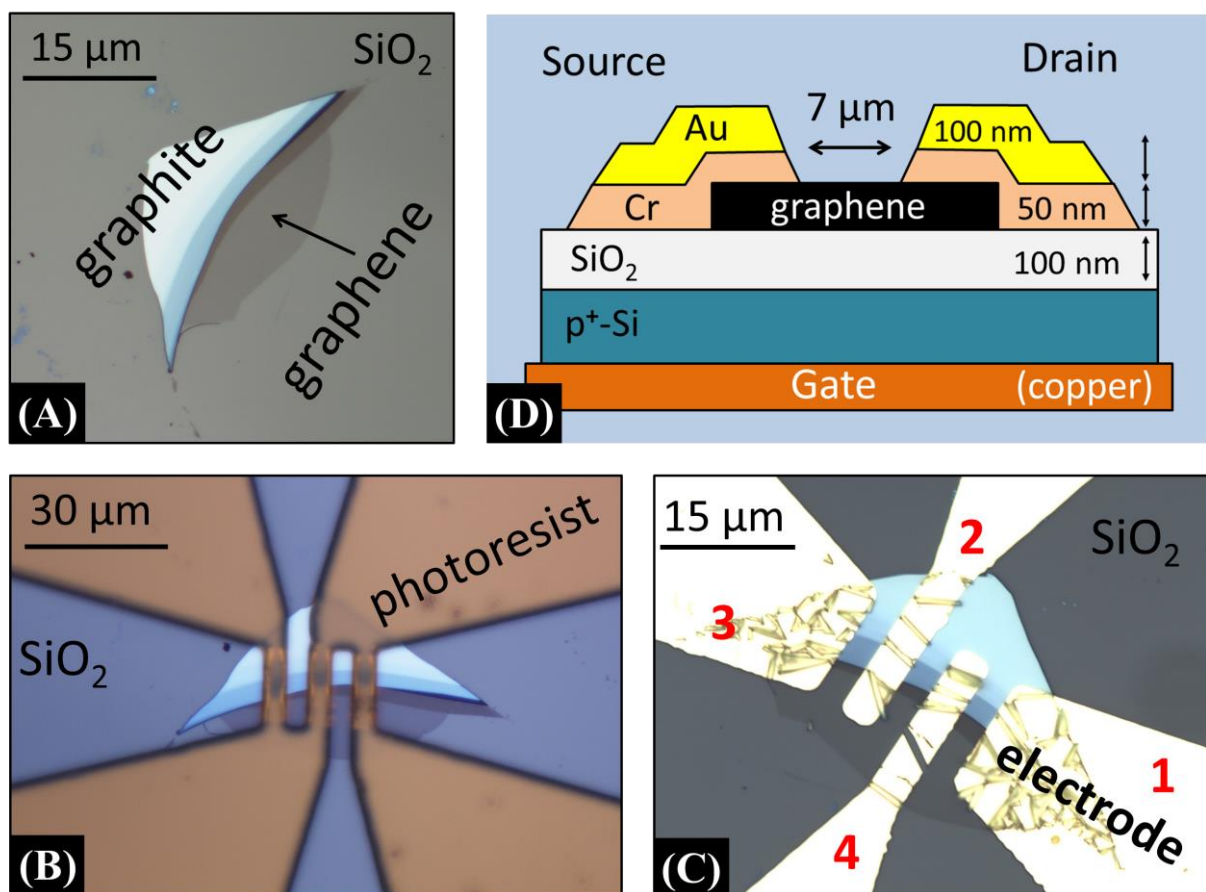 15 μm
SiO₂
graphite
graphene
(A)
Source
Drain
7 μm
Au
100 nm
Cr
graphene
50 nm
SiO₂
100 nm
p⁺-Si
Gate
(copper)
(D)
30 μm
photoresist
SiO₂
(B)
15 μm
2
SiO₂
3
1
electrode
4
(C)